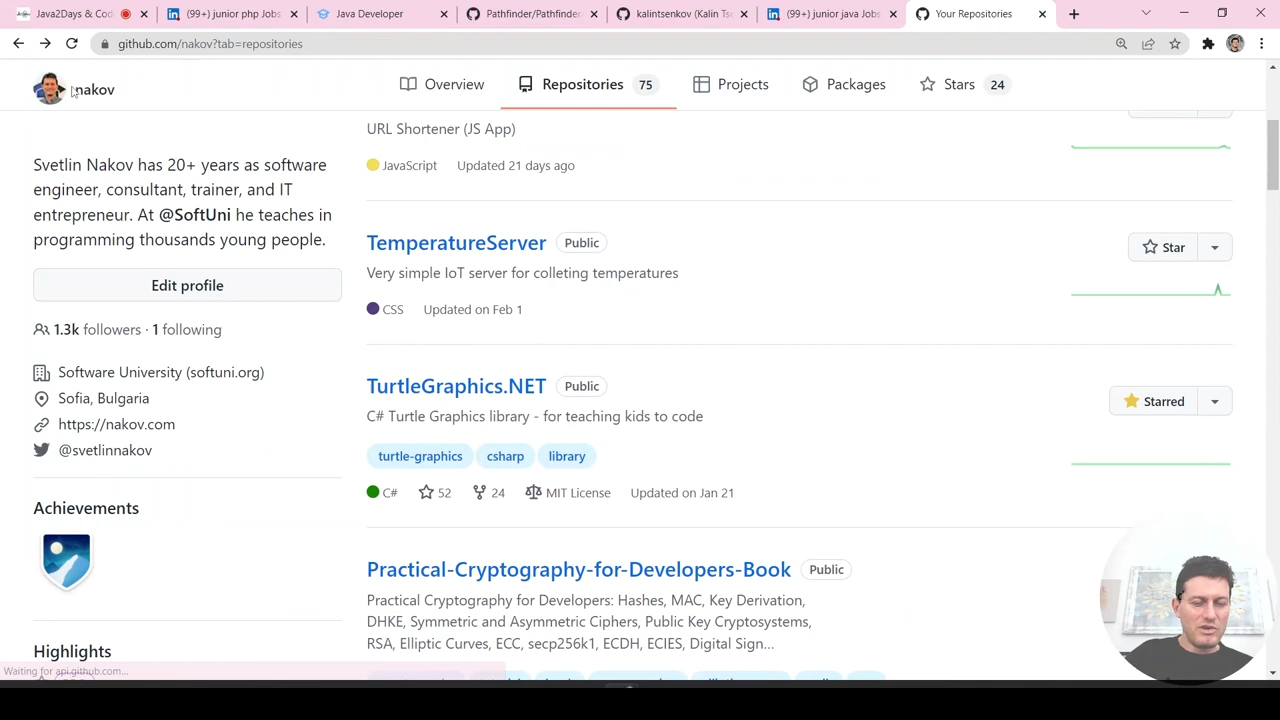 Java2Days & Cod
(99+) junior php Jobs
Java Developer
Pathfinder/Pathfinder
kalintsenkov (Kalin Tse
(99+) junior java Jobs
Your Repositories
github.com/nakov?tab=repositories
nakov
Overview
Repositories 75
Projects
Packages
Stars 24
Svetlin Nakov has 20+ years as software
engineer, consultant, trainer, and IT
entrepreneur. At @SoftUni he teaches in
programming thousands young people.
Edit profile
1.3k followers · 1 following
Software University (softuni.org)
Sofia, Bulgaria
https://nakov.com
@svetlinnakov
Achievements
Highlights
URL Shortener (JS App)
JavaScript Updated 21 days ago
TemperatureServer Public
Star
Very simple IoT server for colleting temperatures
CSS Updated on Feb 1
TurtleGraphics.NET Public
Starred
C# Turtle Graphics library - for teaching kids to code
turtle-graphics csharp library
C# 52 24 MIT License Updated on Jan 21
Practical-Cryptography-for-Developers-Book Public
Practical Cryptography for Developers: Hashes, MAC, Key Derivation,
DHKE, Symmetric and Asymmetric Ciphers, Public Key Cryptosystems,
RSA, Elliptic Curves, ECC, secp256k1, ECDH, ECIES, Digital Sign...
Waiting for api.github.com...